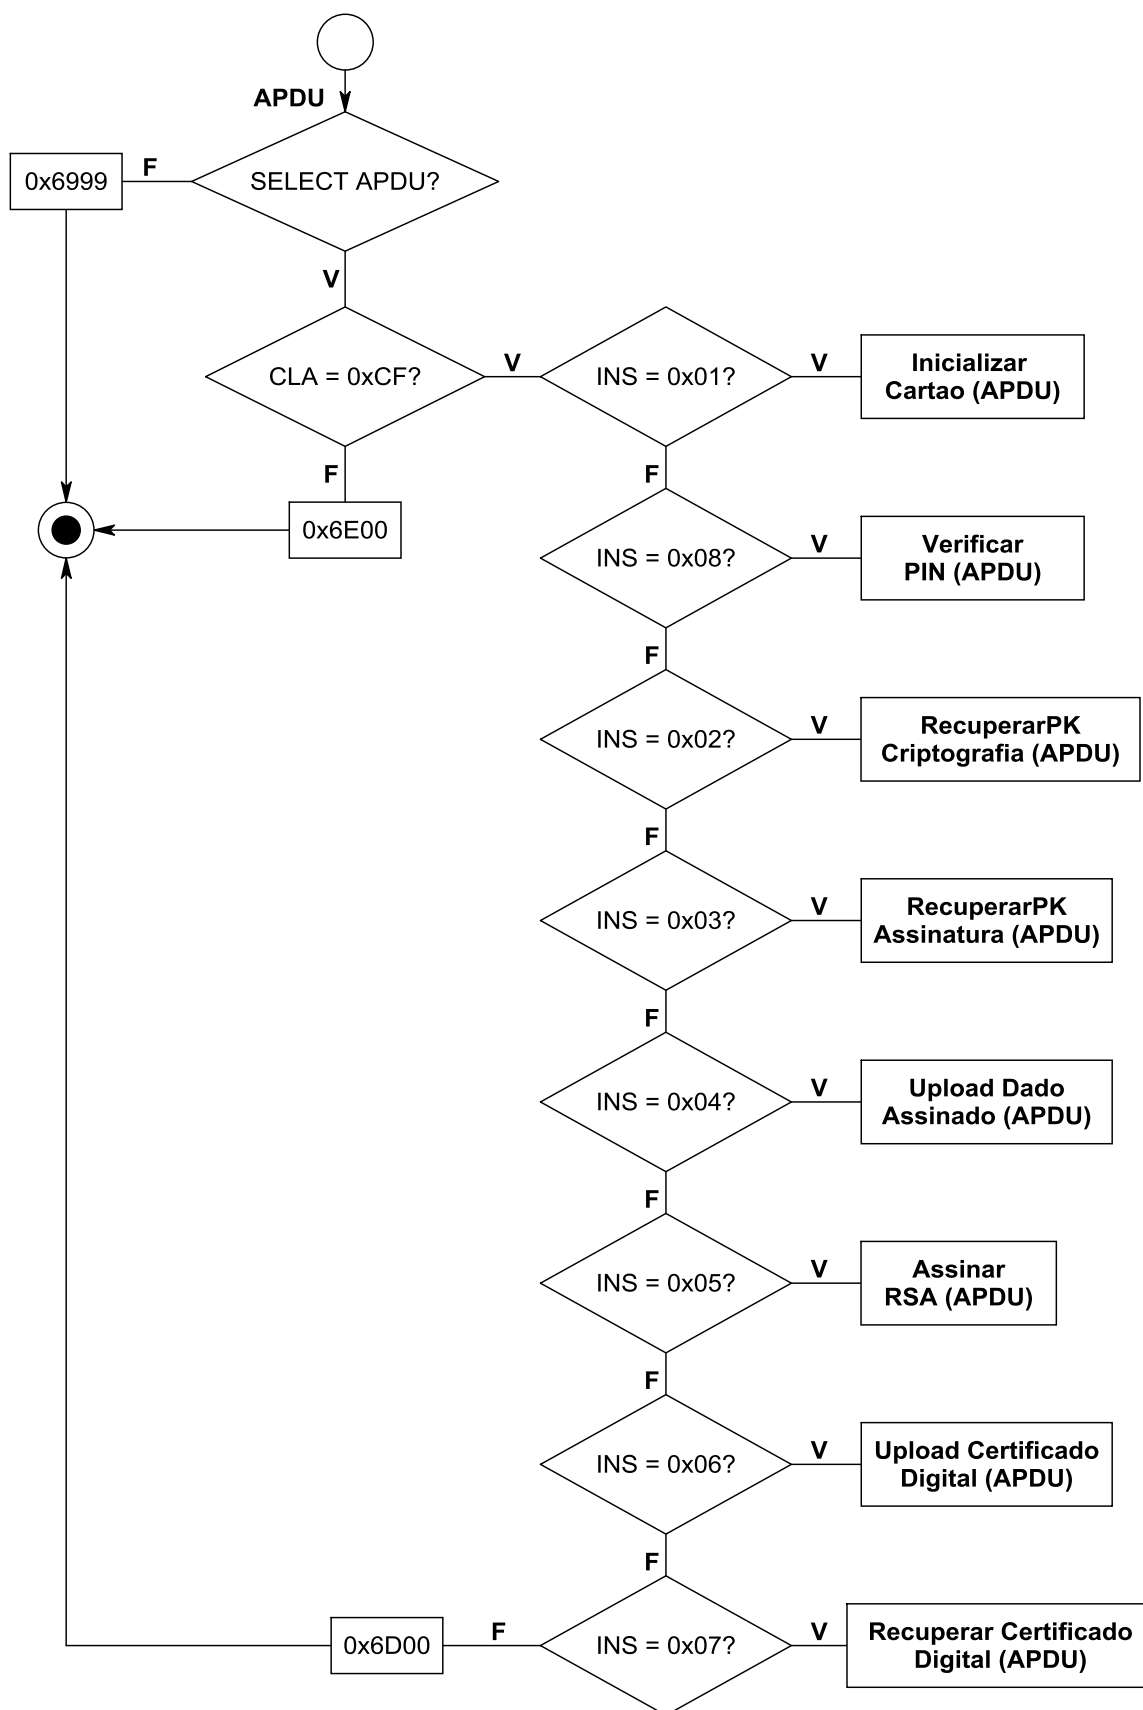 APDU
0x6999
F
SELECT APDU?
V
CLA = 0xCF?
V
INS = 0x01?
V
Inicializar
Cartao (APDU)
F
0x6E00
F
INS = 0x08?
V
Verificar
PIN (APDU)
F
INS = 0x02?
V
RecuperarPK
Criptografia (APDU)
F
INS = 0x03?
V
RecuperarPK
Assinatura (APDU)
F
INS = 0x04?
V
Upload Dado
Assinado (APDU)
F
INS = 0x05?
V
Assinar
RSA (APDU)
F
INS = 0x06?
V
Upload Certificado
Digital (APDU)
F
0x6D00
F
INS = 0x07?
V
Recuperar Certificado
Digital (APDU)